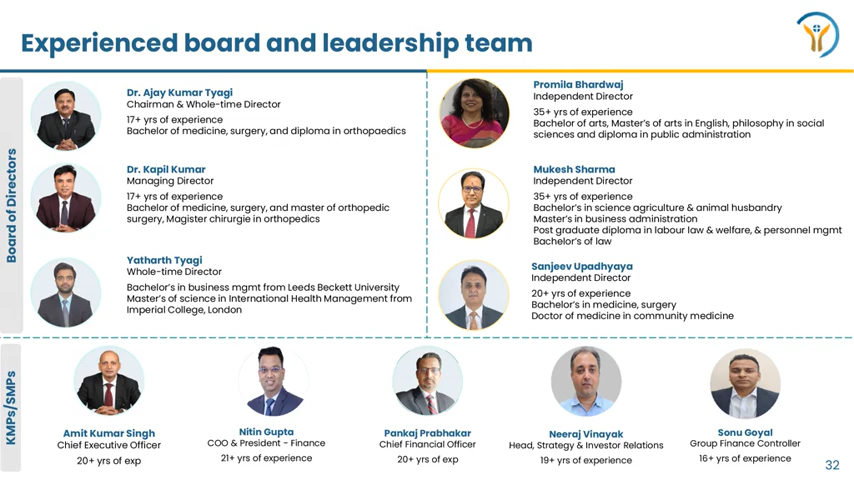 Experienced board and leadership team
Board of Directors
Dr. Ajay Kumar Tyagi
Chairman & Whole-time Director
17+ yrs of experience
Bachelor of medicine, surgery, and diploma in orthopaedics
Dr. Kapil Kumar
Managing Director
17+ yrs of experience
Bachelor of medicine, surgery, and master of orthopedic
surgery, Magister chirurgie in orthopedics
Yatharth Tyagi
Whole-time Director
Bachelor's in business mgmt from Leeds Beckett University
Master's of science in International Health Management from
Imperial College, London
Promila Bhardwaj
Independent Director
35+ yrs of experience
Bachelor of arts, Master's of arts in English, philosophy in social
sciences and diploma in public administration
Mukesh Sharma
Independent Director
35+ yrs of experience
Bachelor's in science agriculture & animal husbandry
Master's in business administration
Post graduate diploma in labour law & welfare, & personnel mgmt
Bachelor's of law
Sanjeev Upadhyaya
Independent Director
20+ yrs of experience
Bachelor's in medicine, surgery
Doctor of medicine in community medicine
KMPs/SMPs
Amit Kumar Singh
Chief Executive Officer
20+ yrs of exp
Nitin Gupta
COO & President - Finance
21+ yrs of experience
Pankaj Prabhakar
Chief Financial Officer
20+ yrs of exp
Neeraj Vinayak
Head, Strategy & Investor Relations
19+ yrs of experience
Sonu Goyal
Group Finance Controller
16+ yrs of experience
32